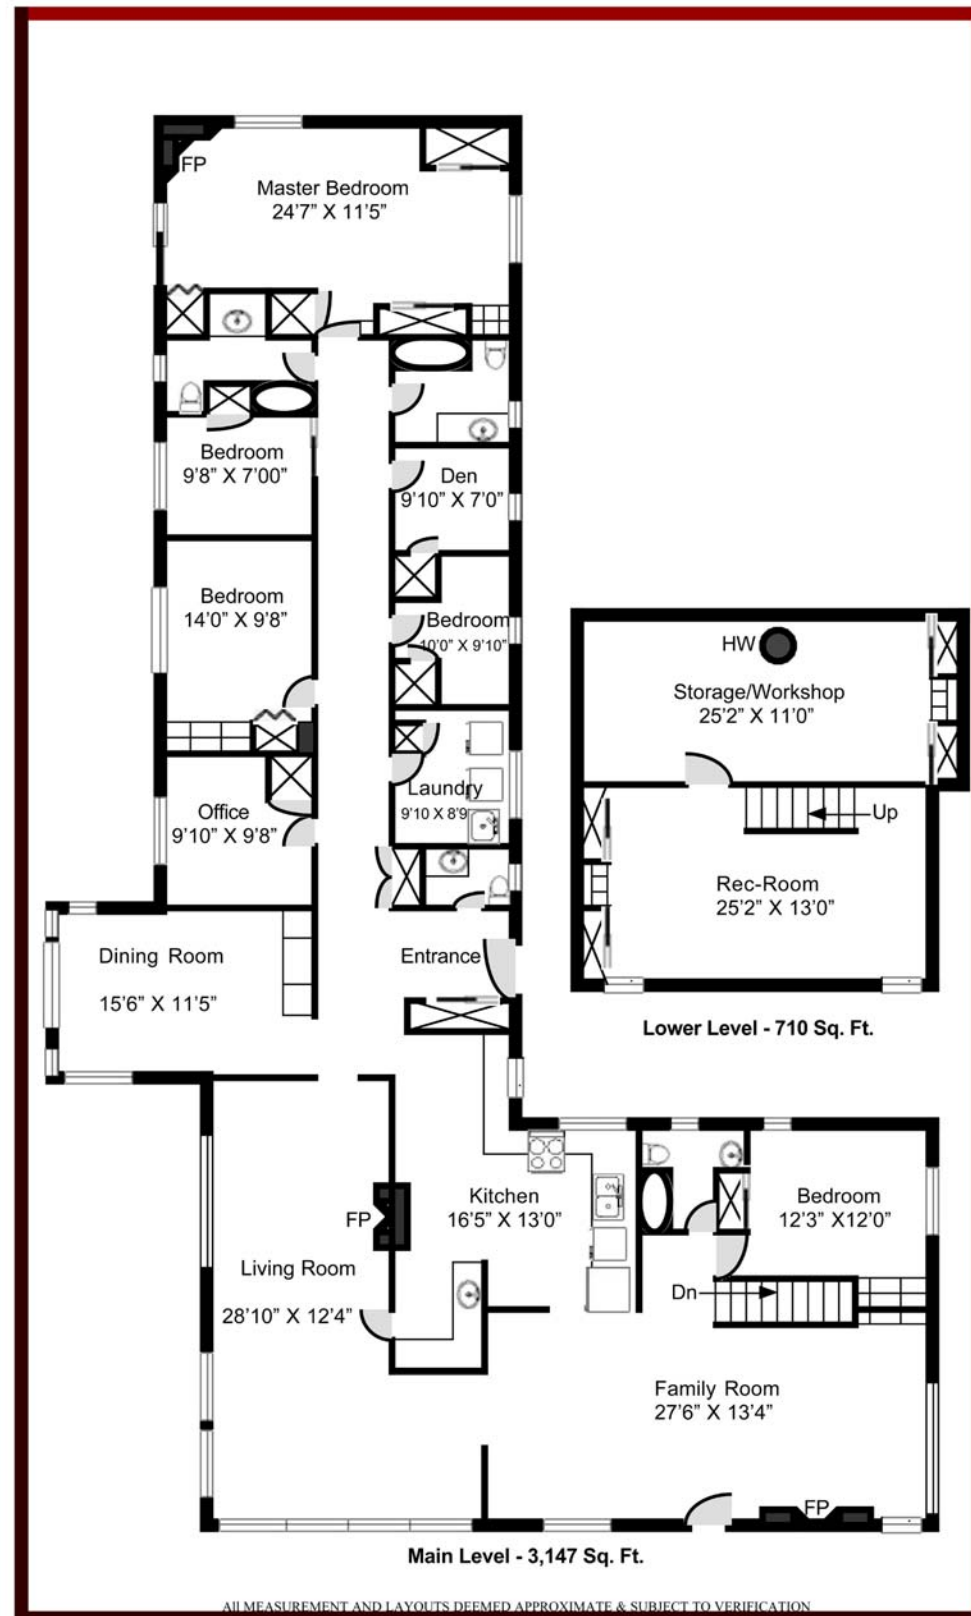 FP
Master Bedroom
24'7" X 11'5"
Bedroom
9'8" X 7'00"
Den
9'10" X 7'0"
Bedroom
14'0" X 9'8"
Bedroom
10'0" X 9'10"
HW
Storage/Workshop
25'2" X 11'0"
Laundry
9'10 X 8'9
Office
9'10" X 9'8"
Up
Rec-Room
25'2" X 13'0"
Dining Room
15'6" X 11'5"
Entrance
Lower Level - 710 Sq. Ft.
Kitchen
16'5" X 13'0"
Bedroom
12'3" X12'0"
FP
Living Room
28'10" X 12'4"
Dn
Family Room
27'6" X 13'4"
FP
Main Level - 3,147 Sq. Ft.
All MEASUREMENT AND LAYOUTS DEEMED APPROXIMATE & SUBJECT TO VERIFICATION